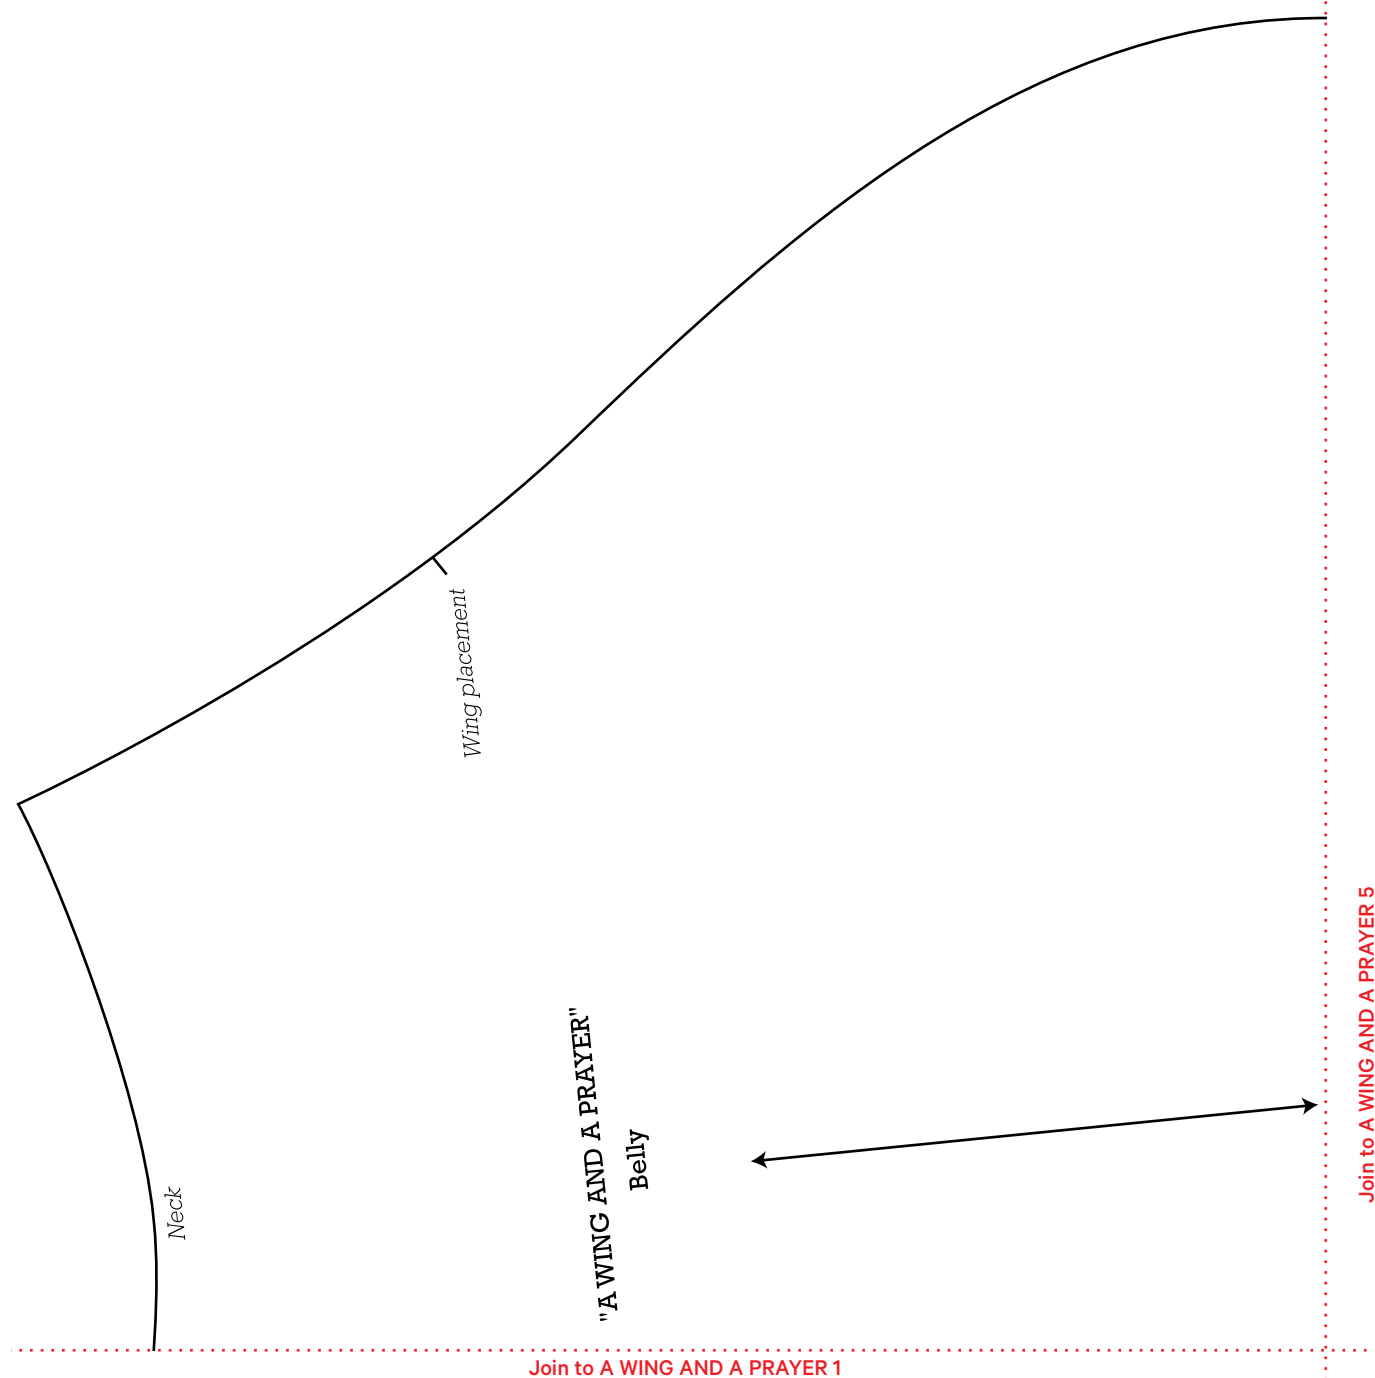 Wing placement
Neck
"A WING AND A PRAYER"
Belly
Join to A WING AND A PRAYER 5
Join to A WING AND A PRAYER 1